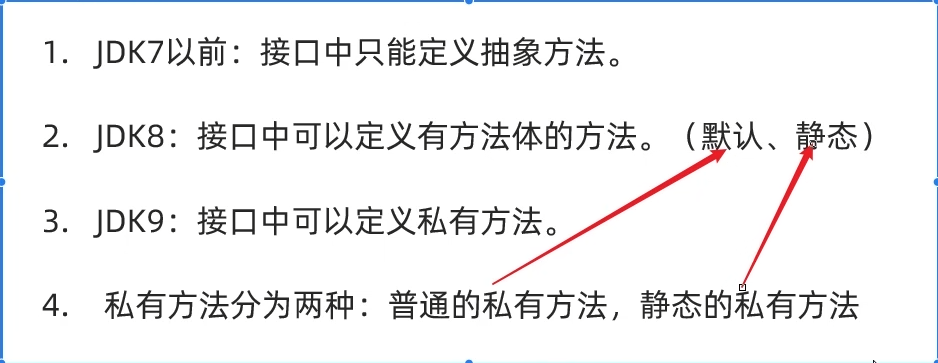 1. JDK7以前：接口中只能定义抽象方法。
2. JDK8：接口中可以定义有方法体的方法。（默认、静态）
3. JDK9：接口中可以定义私有方法。
4. 私有方法分为两种：普通的私有方法，静态的私有方法